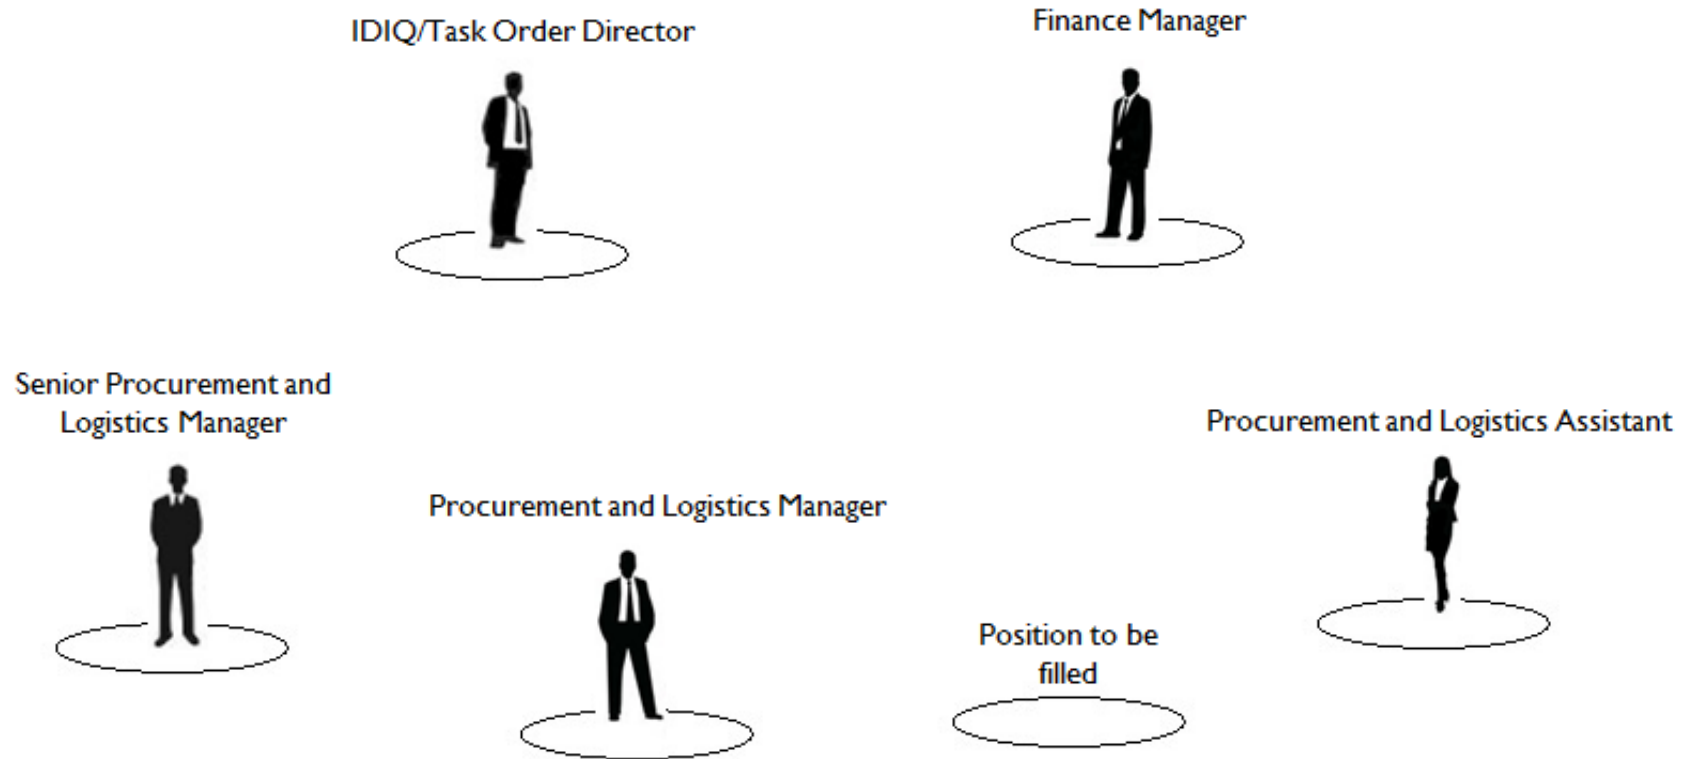 IDIQ/Task Order Director
Finance Manager
Senior Procurement and
Logistics Manager
Procurement and Logistics Manager
Position to be
filled
Procurement and Logistics Assistant